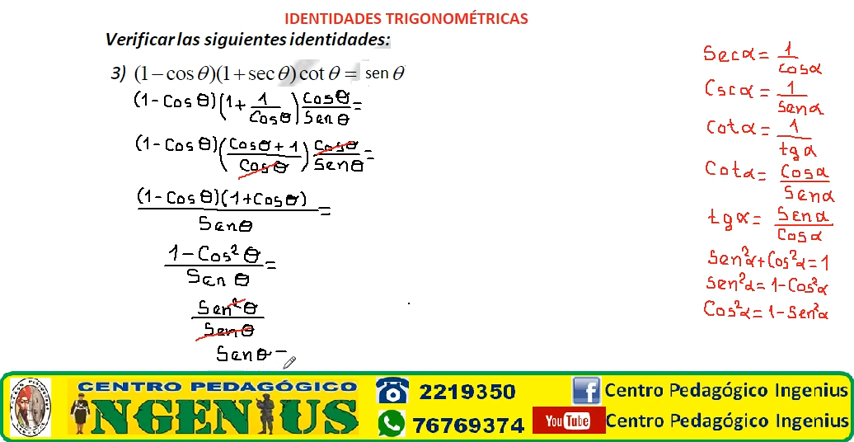 IDENTIDADES TRIGONOMÉTRICAS
Verificar las siguientes identidades:
3) (1−cos θ)(1+sec θ) cot θ = sen θ
(1-Cosθ)(1+1/Cosθ)Cosθ/Senθ=
(1-Cosθ)(Cosθ+1/Cosθ)Cosθ/Senθ=
(1-Cosθ)(1+Cosθ)/Senθ=
1-Cos²θ/Senθ=
Sen²θ/Senθ
Senθ=
Secα=1/Cosα
Cscα=1/Senα
Cotα=1/tgα
Cotα=Cosα/Senα
tgα=Senα/Cosα
Sen²α+Cos²α=1
Sen²α=1-Cos²α
Cos²α=1-Sen²α
CENTRO PEDAGÓGICO
INGENIUS
2219350
76769374
f Centro Pedagógico Ingenius
YouTube Centro Pedagógico Ingenius